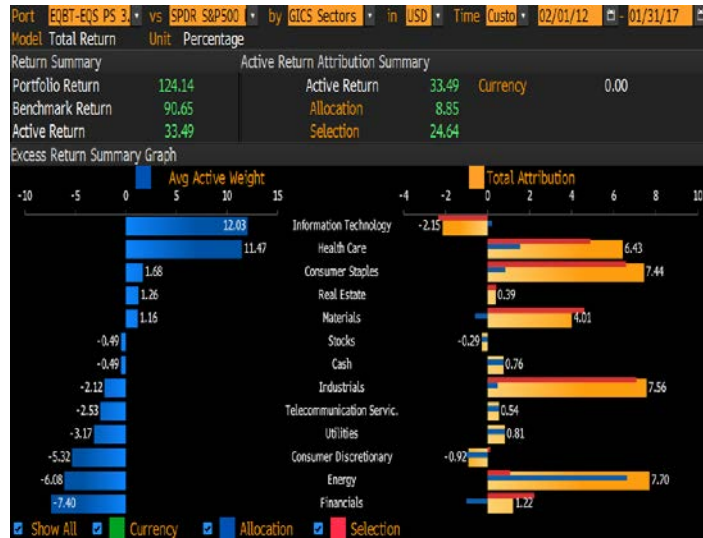 Port EQBT-EQS PS 3. vs SPDR S&P500 by GICS Sectors in USD Time Custo 02/01/12 - 01/31/17
Model Total Return Unit Percentage
Return Summary Active Return Attribution Summary
Portfolio Return 124.14 Active Return 33.49 Currency 0.00
Benchmark Return 90.65 Allocation 8.85
Active Return 33.49 Selection 24.64
Excess Return Summary Graph
Avg Active Weight Total Attribution
-10 -5 0 5 10 15 -4 -2 0 2 4 6 8 10
12.03 Information Technology -2.15
11.47 Health Care 6.43
1.68 Consumer Staples 7.44
1.26 Real Estate 0.39
1.16 Materials 4.01
-0.49 Stocks -0.29
-0.49 Cash 0.76
-2.12 Industrials 7.56
-2.53 Telecommunication Servic. 0.54
-3.17 Utilities 0.81
-5.32 Consumer Discretionary -0.92
-6.08 Energy 7.70
-7.40 Financials 1.22
Show All Currency Allocation Selection